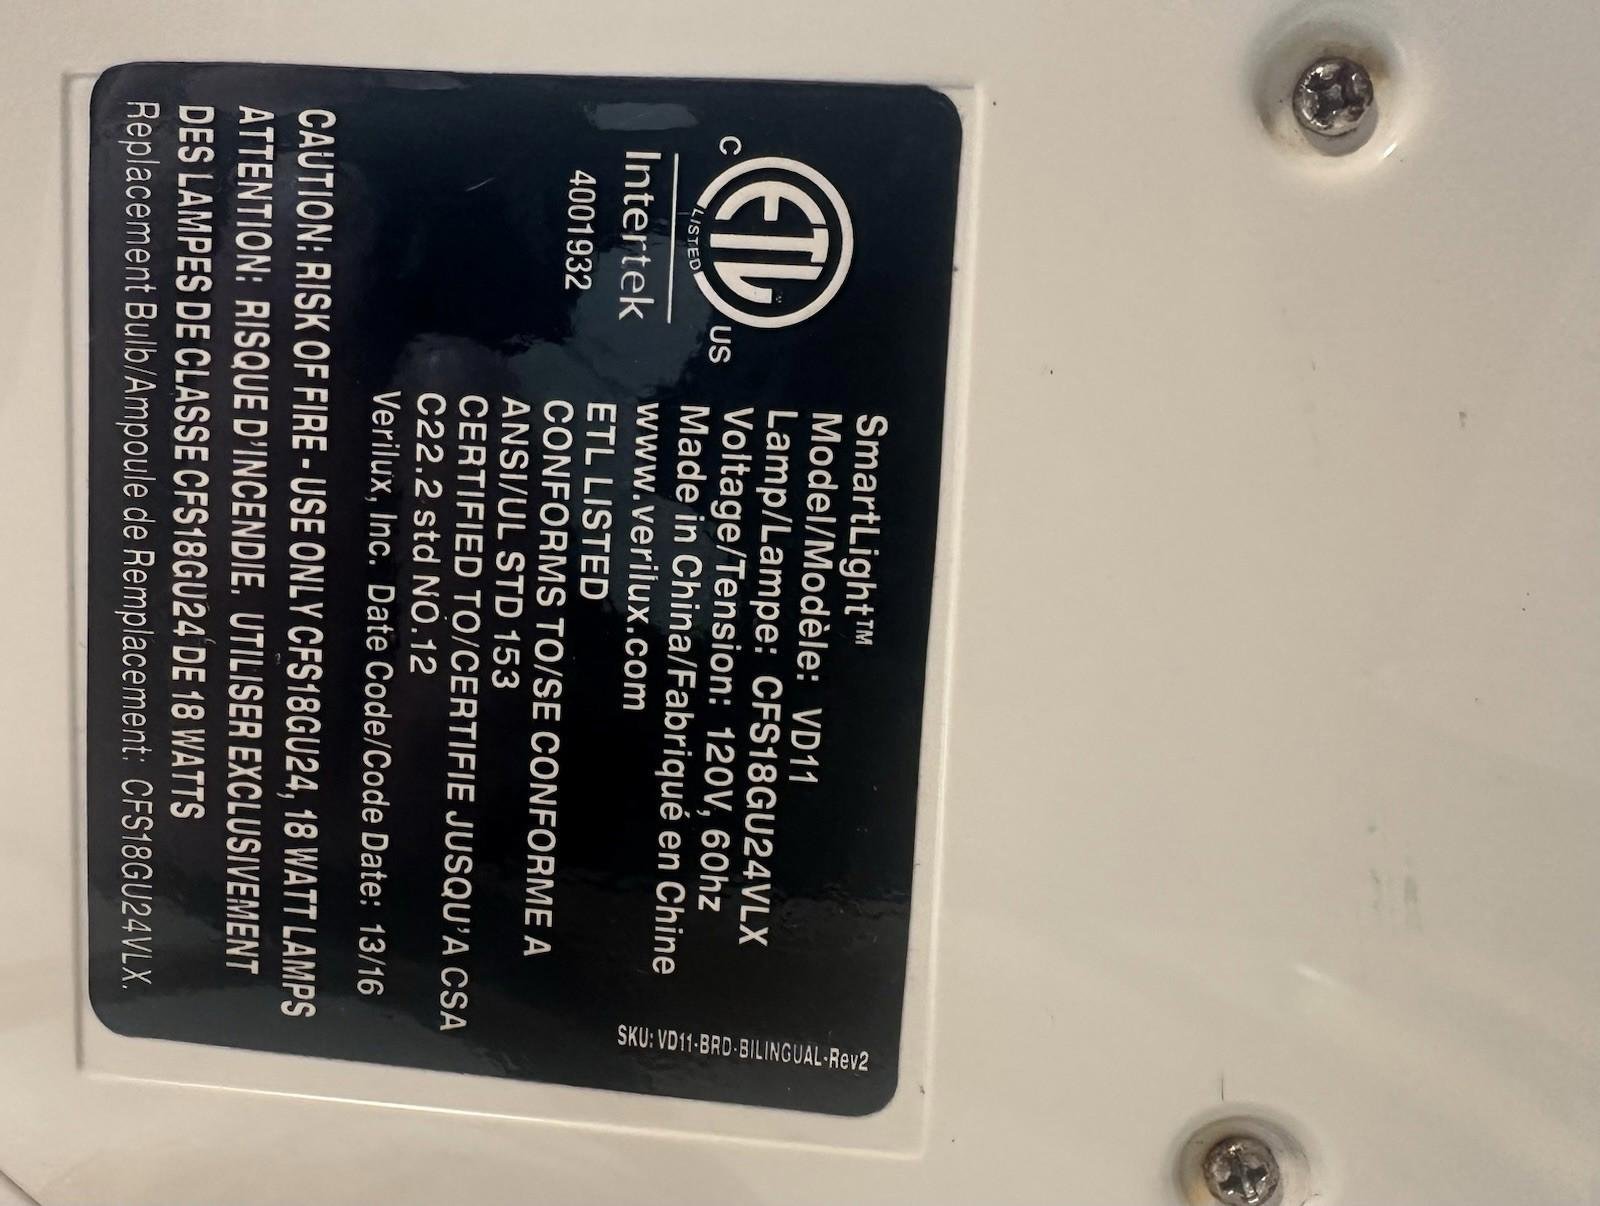 SmartLight™
Model/Modèle: VD11
Lamp/Lampe: CFS18GU24VLX
Voltage/Tension: 120V, 60hz
Made in China/Fabriqué en Chine
www.verilux.com
ETL LISTED
CONFORMS TO/SE CONFORME A
ANSI/UL STD 153
CERTIFIED TO/CERTIFIE JUSQU'A CSA
C22.2 std NO.12
Verilux, Inc. Date Code/Code Date: 13/16
C ETL US
LISTED
Intertek
4001932
SKU: VD11-BRD-BILINGUAL-Rev2
CAUTION: RISK OF FIRE - USE ONLY CFS18GU24, 18 WATT LAMPS
ATTENTION: RISQUE D'INCENDIE. UTILISER EXCLUSIVEMENT
DES LAMPES DE CLASSE CFS18GU24 DE 18 WATTS
Replacement Bulb/Ampoule de Remplacement: CFS18GU24VLX.